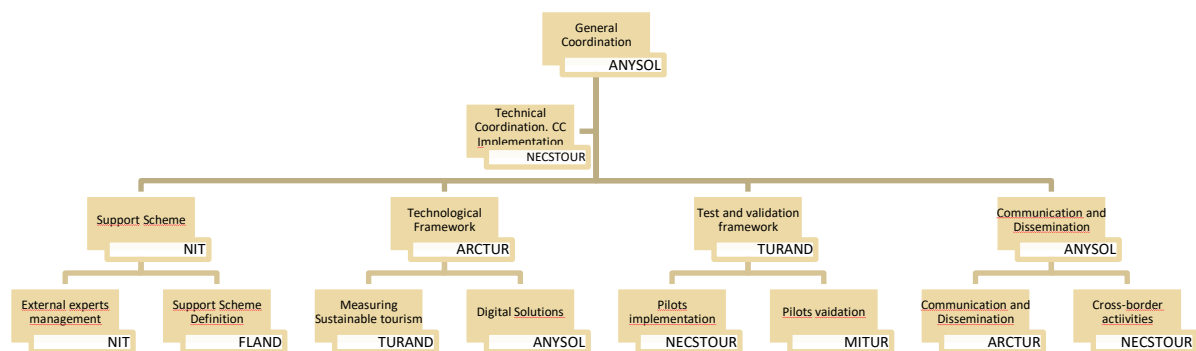 General
Coordination
ANYSOL
Technical
Coordination. CC
Implementation
NECSTOUR
Support Scheme
NIT
Technological
Framework
ARCTUR
Test and validation
framework
TURAND
Communication and
Dissemination
ANYSOL
External experts
management
NIT
Support Scheme
Definition
FLAND
Measuring
Sustainable tourism
TURAND
Digital Solutions
ANYSOL
Pilots
implementation
NECSTOUR
Pilots vaidation
MITUR
Communication and
Dissemination
ARCTUR
Cross-border
actiivities
NECSTOUR